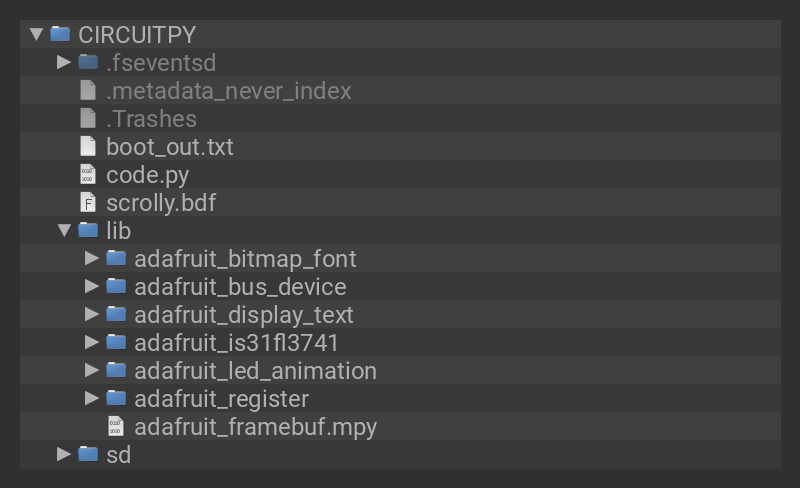 CIRCUITPY
.fseventsd
.metadata_never_index
.Trashes
boot_out.txt
code.py
scrolly.bdf
lib
adafruit_bitmap_font
adafruit_bus_device
adafruit_display_text
adafruit_is31fl3741
adafruit_led_animation
adafruit_register
adafruit_framebuf.mpy
sd